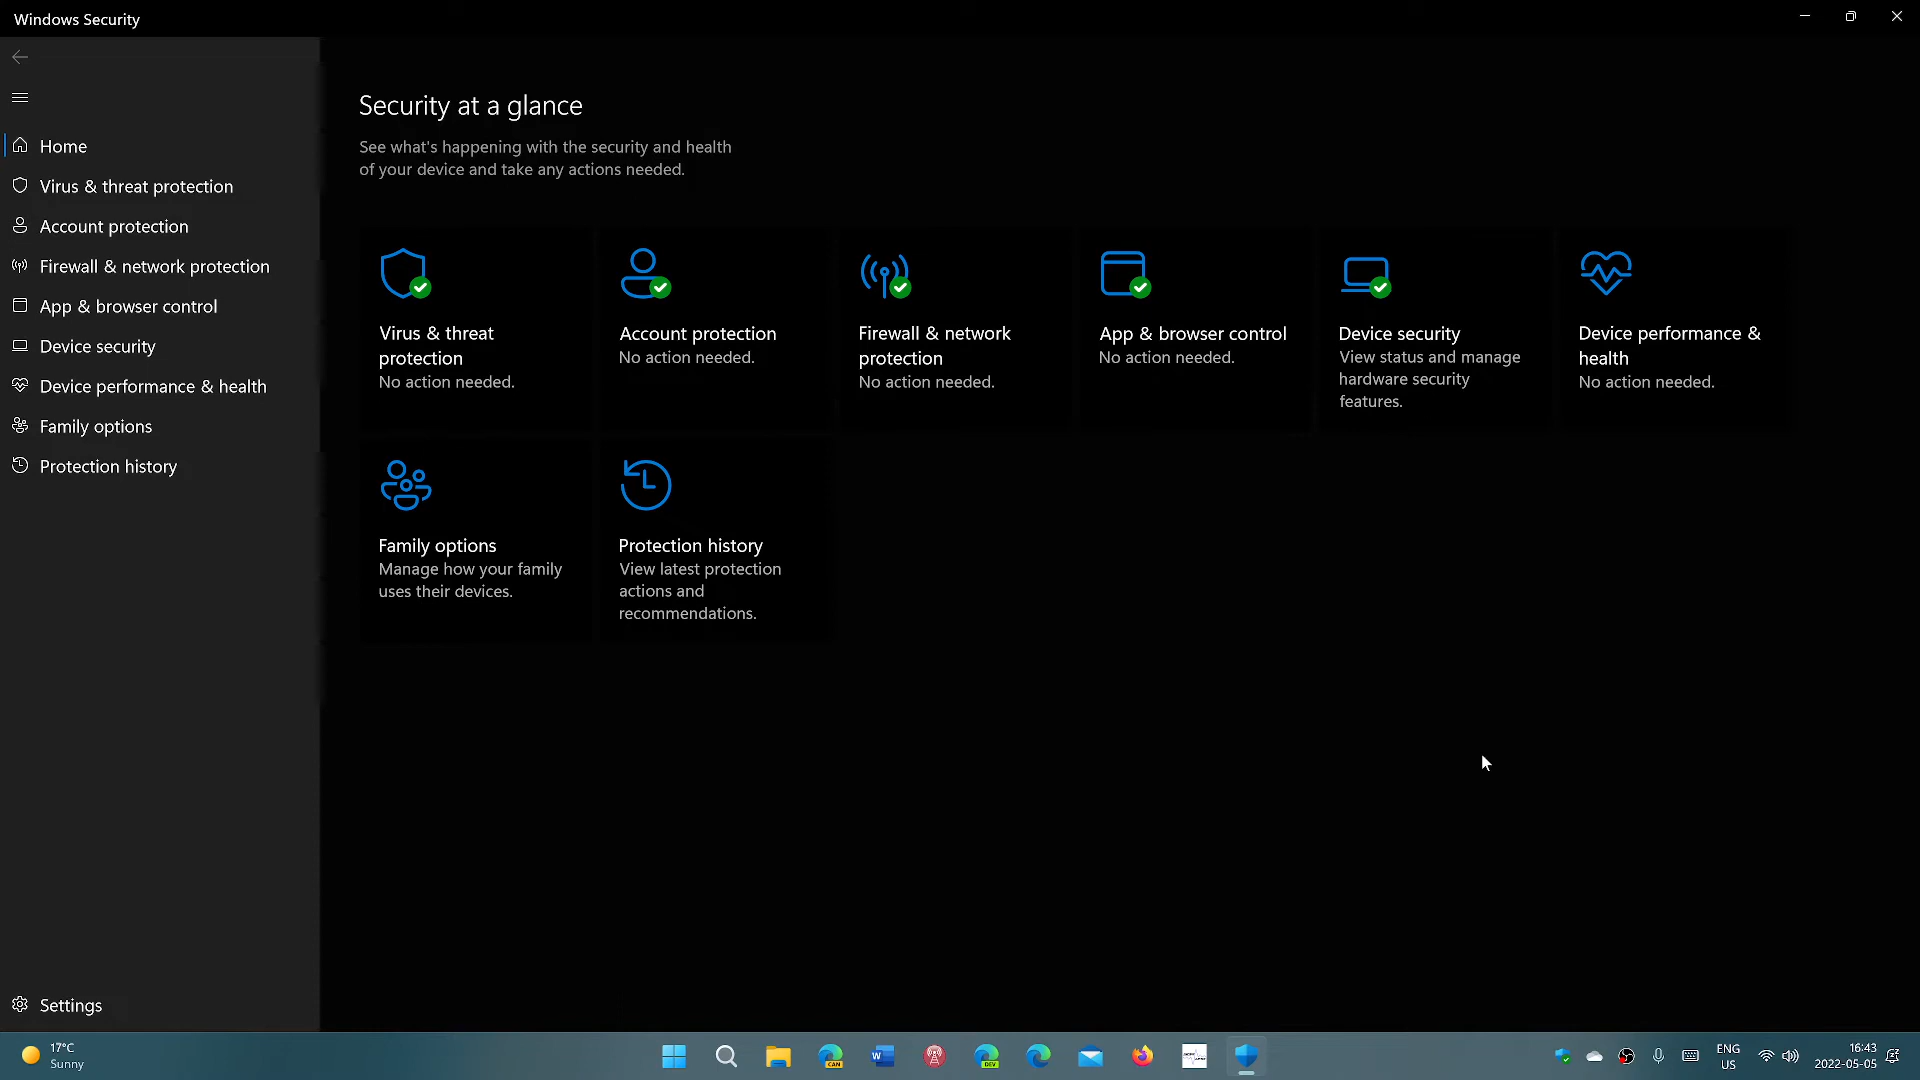 Windows Security
Home
Virus & threat protection
Account protection
Firewall & network protection
App & browser control
Device security
Device performance & health
Family options
Protection history
Settings
Security at a glance
See what's happening with the security and health
of your device and take any actions needed.
Virus & threat
protection
No action needed.
Account protection
No action needed.
Firewall & network
protection
No action needed.
App & browser control
No action needed.
Device security
View status and manage
hardware security
features.
Device performance &
health
No action needed.
Family options
Manage how your family
uses their devices.
Protection history
View latest protection
actions and
recommendations.
17°C
Sunny
CAN
W
DEV
ENG
US
16:43
2022-05-05